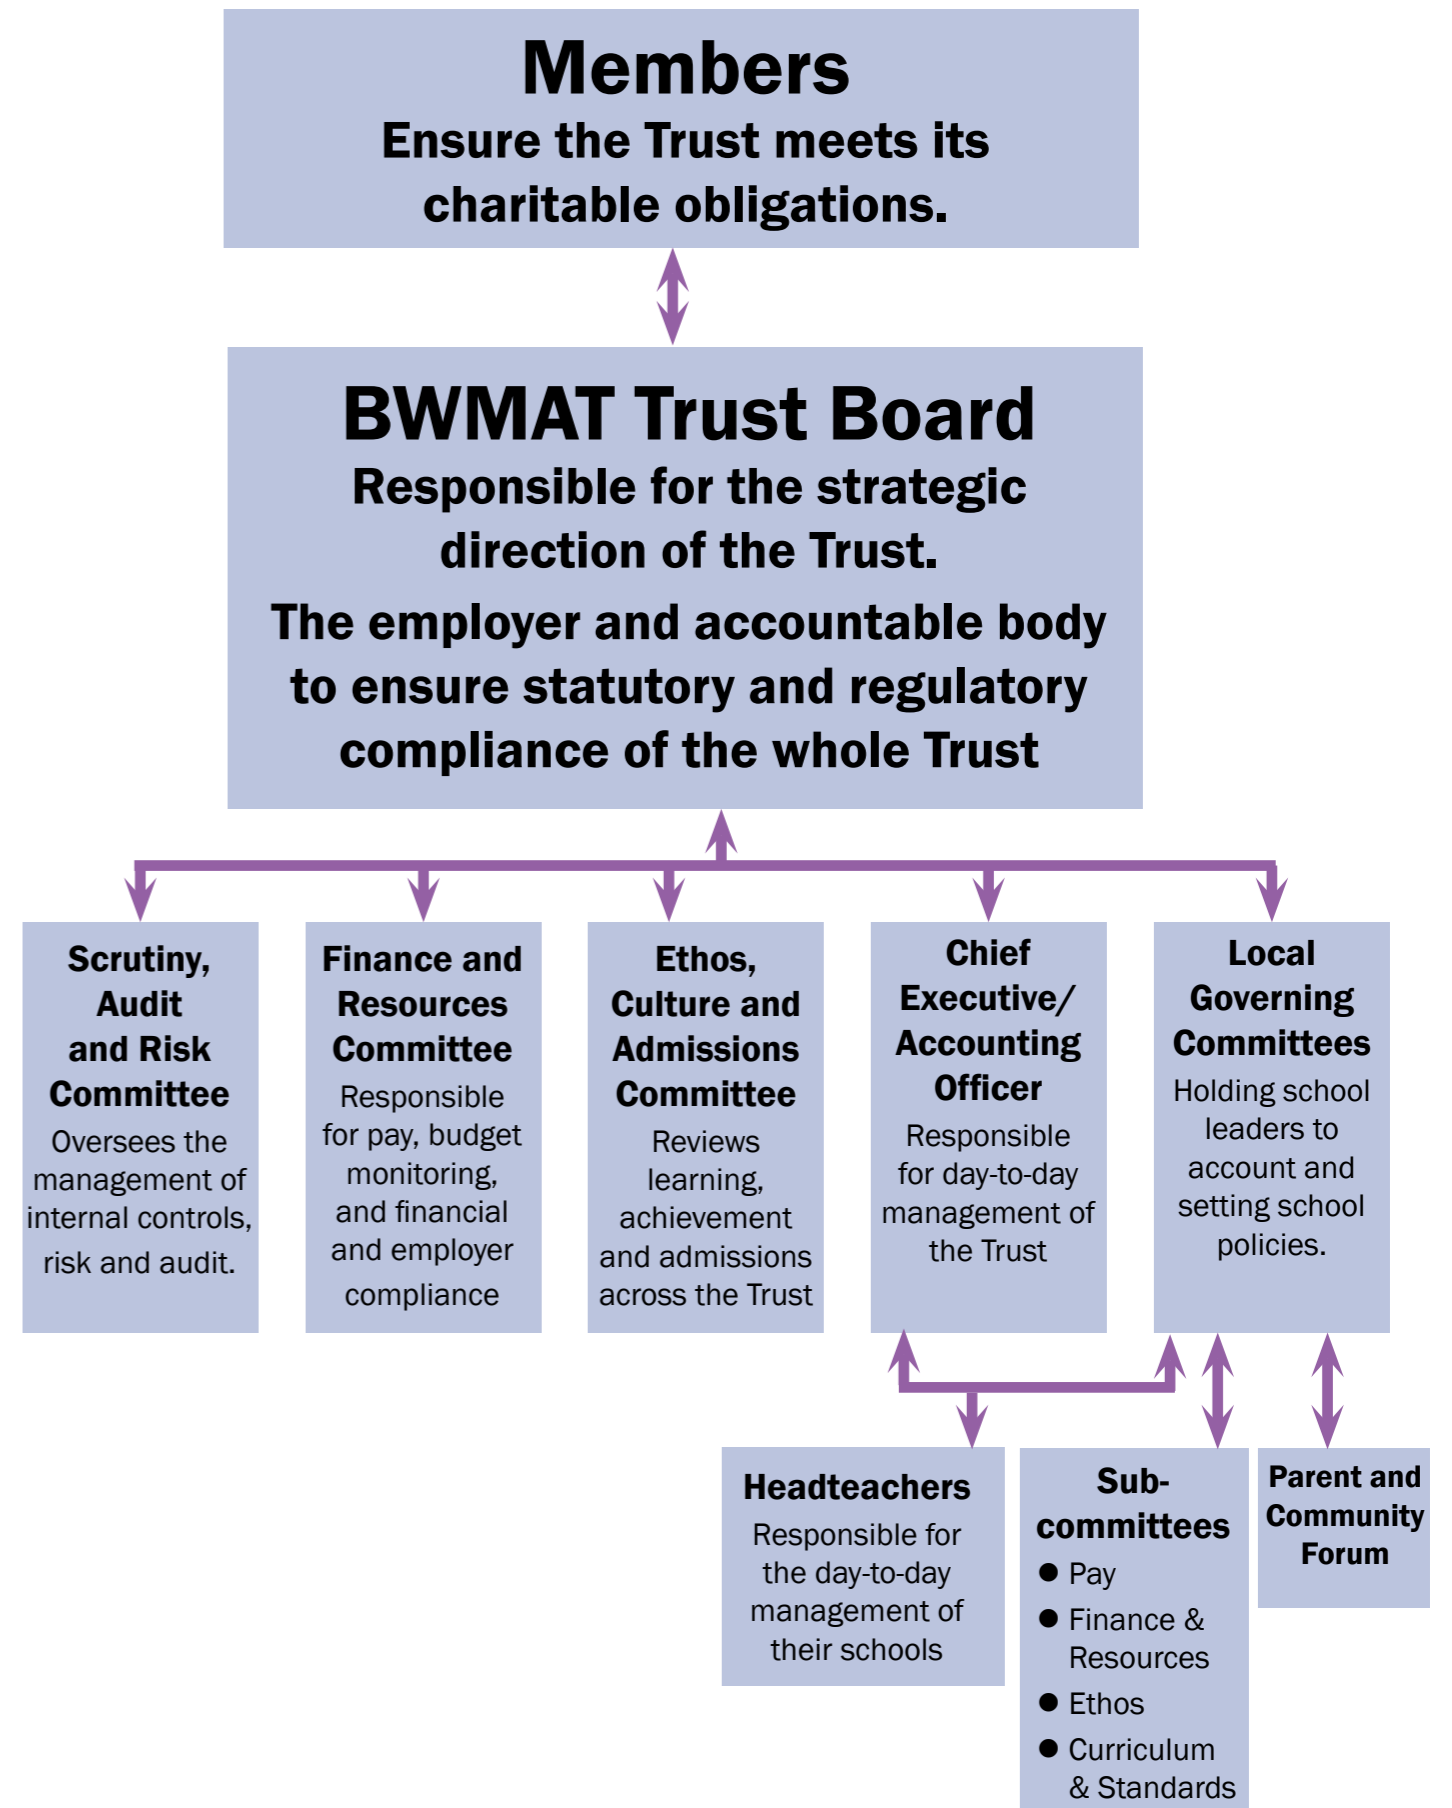 Members
Ensure the Trust meets its
charitable obligations.
BWMAT Trust Board
Responsible for the strategic
direction of the Trust.
The employer and accountable body
to ensure statutory and regulatory
compliance of the whole Trust
Scrutiny,
Audit
and Risk
Committee
Oversees the
management of
internal controls,
risk and audit.
Finance and
Resources
Committee
Responsible
for pay, budget
monitoring,
and financial
and employer
compliance
Ethos,
Culture and
Admissions
Committee
Reviews
learning,
achievement
and admissions
across the Trust
Chief
Executive/
Accounting
Officer
Responsible
for day-to-day
management of
the Trust
Local
Governing
Committees
Holding school
leaders to
account and
setting school
policies.
Headteachers
Responsible for
the day-to-day
management of
their schools
Sub-
committees
● Pay
● Finance &
Resources
● Ethos
● Curriculum
& Standards
Parent and
Community
Forum